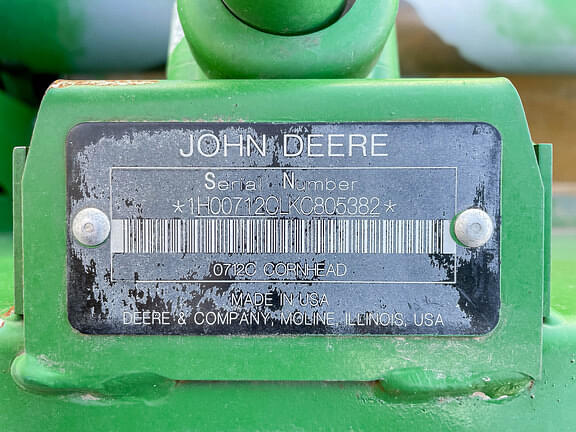 JOHN DEERE
Serial Number
*1H00712CLKC805382*
0712C CORNHEAD
MADE IN USA
DEERE & COMPANY, MOLINE, ILLINOIS, USA